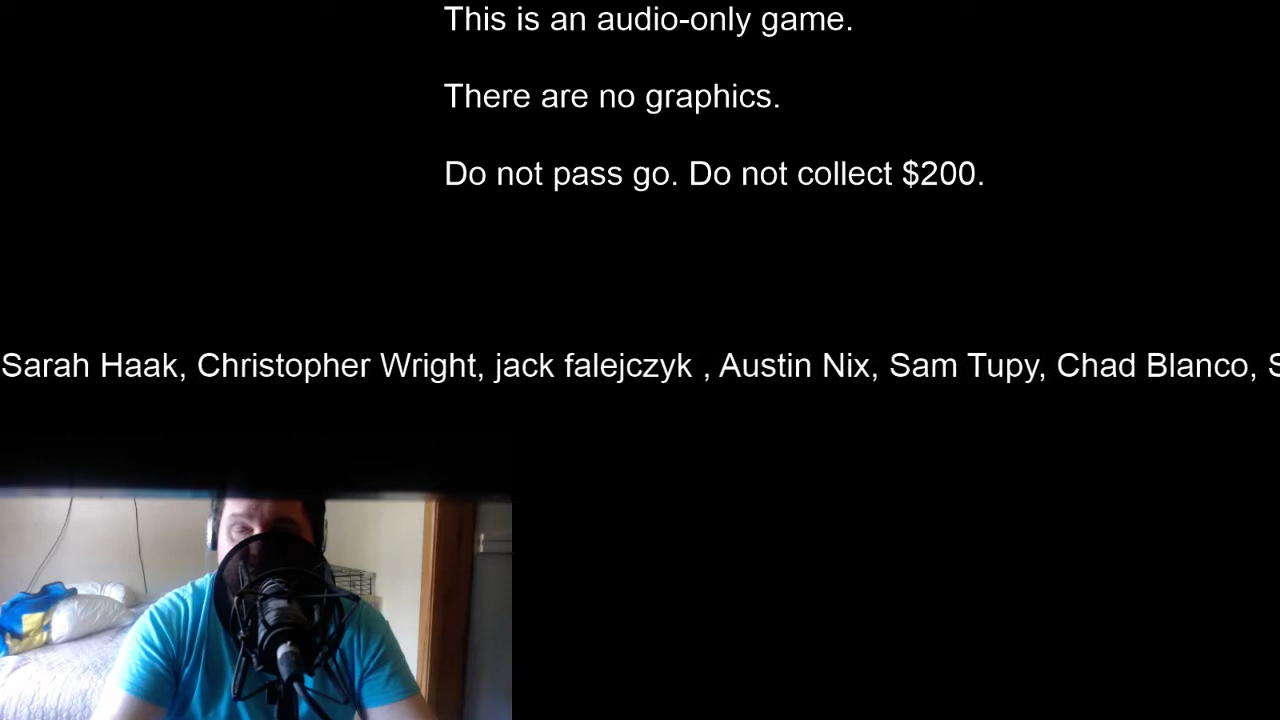 This is an audio-only game.
There are no graphics.
Do not pass go. Do not collect $200.
Sarah Haak, Christopher Wright, jack falejczyk , Austin Nix, Sam Tupy, Chad Blanco, S